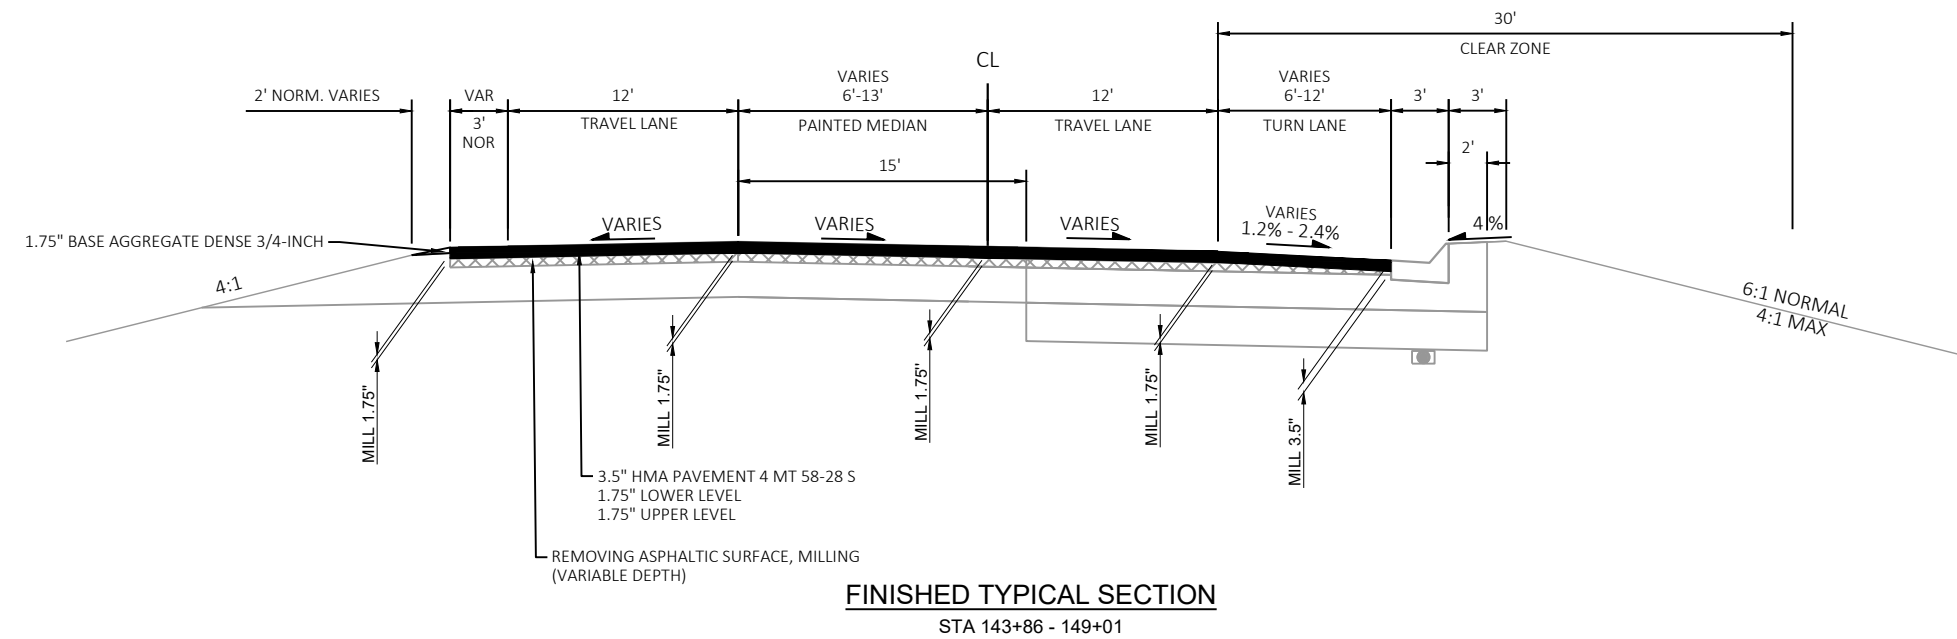 30'
CLEAR ZONE
CL
2' NORM. VARIES
VAR
3'
NOR
12'
TRAVEL LANE
VARIES
6'-13'
PAINTED MEDIAN
12'
TRAVEL LANE
VARIES
6'-12'
TURN LANE
3'
3'
2'
15'
VARIES
VARIES
VARIES
VARIES
1.2% - 2.4%
4%
1.75" BASE AGGREGATE DENSE 3/4-INCH
4:1
6:1 NORMAL
4:1 MAX
MILL 1.75"
MILL 1.75"
MILL 1.75"
MILL 1.75"
MILL 3.5"
3.5" HMA PAVEMENT 4 MT 58-28 S
1.75" LOWER LEVEL
1.75" UPPER LEVEL
REMOVING ASPHALTIC SURFACE, MILLING
(VARIABLE DEPTH)
FINISHED TYPICAL SECTION
STA 143+86 - 149+01